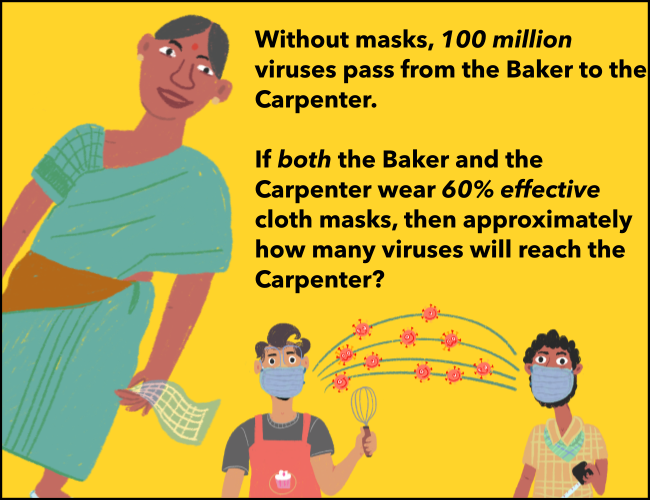 Without masks, 100 million
viruses pass from the Baker to the
Carpenter.
If both the Baker and the
Carpenter wear 60% effective
cloth masks, then approximately
how many viruses will reach the
Carpenter?